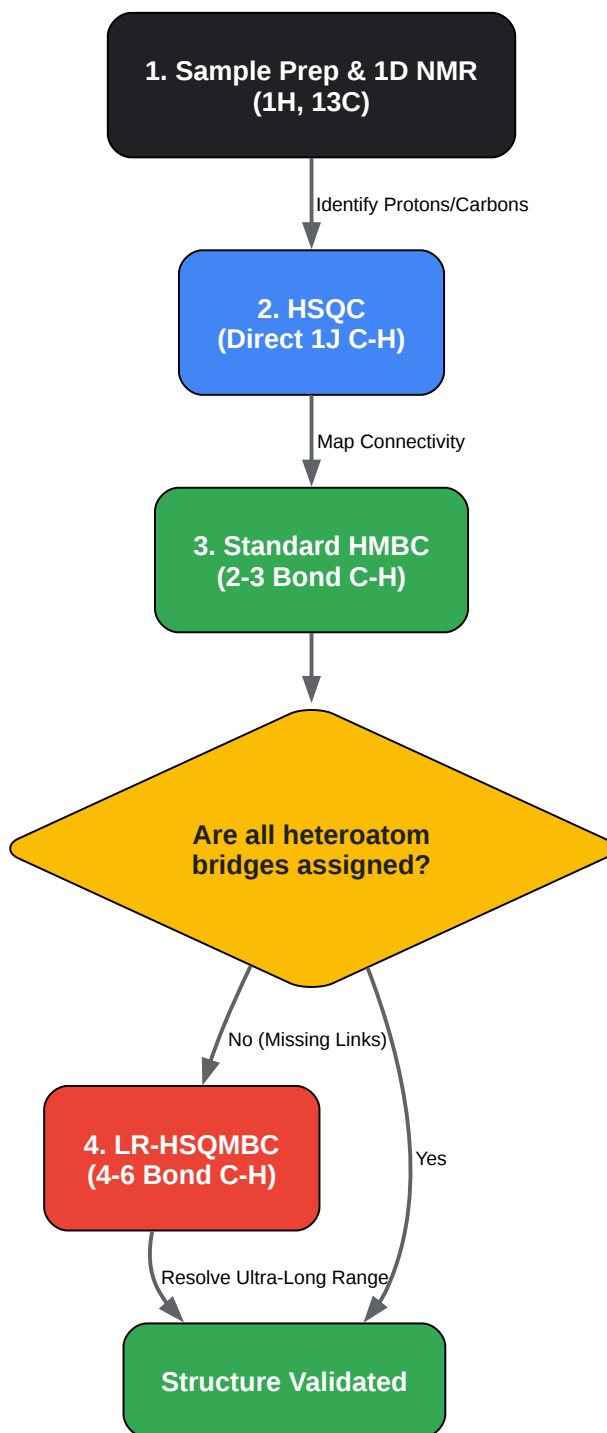 1. Sample Prep & 1D NMR
(1H, 13C)
Identify Protons/Carbons
2. HSQC
(Direct 1J C-H)
Map Connectivity
3. Standard HMBC
(2-3 Bond C-H)
Are all heteroatom
bridges assigned?
No (Missing Links)
4. LR-HSQMBC
(4-6 Bond C-H)
Yes
Resolve Ultra-Long Range
Structure Validated